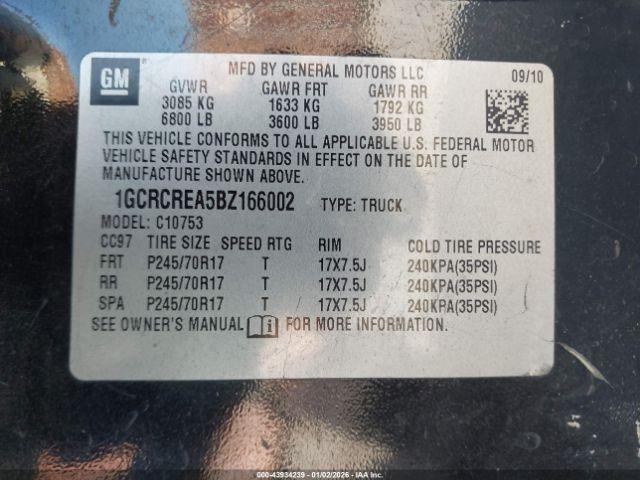 GM
MFD BY GENERAL MOTORS LLC 09/10
GVWR GAWR FRT GAWR RR
3085 KG 1633 KG 1792 KG
6800 LB 3600 LB 3950 LB
THIS VEHICLE CONFORMS TO ALL APPLICABLE U.S. FEDERAL MOTOR
VEHICLE SAFETY STANDARDS IN EFFECT ON THE DATE OF
MANUFACTURE SHOWN ABOVE.
1GCRCREA5BZ166002 TYPE: TRUCK
MODEL: C10753
CC97 TIRE SIZE SPEED RTG RIM COLD TIRE PRESSURE
FRT P245/70R17 T 17X7.5J 240KPA(35PSI)
RR P245/70R17 T 17X7.5J 240KPA(35PSI)
SPA P245/70R17 T 17X7.5J 240KPA(35PSI)
SEE OWNER'S MANUAL FOR MORE INFORMATION.
©IAA 00-43934239 - 01/02/2026 - IAAI.COM